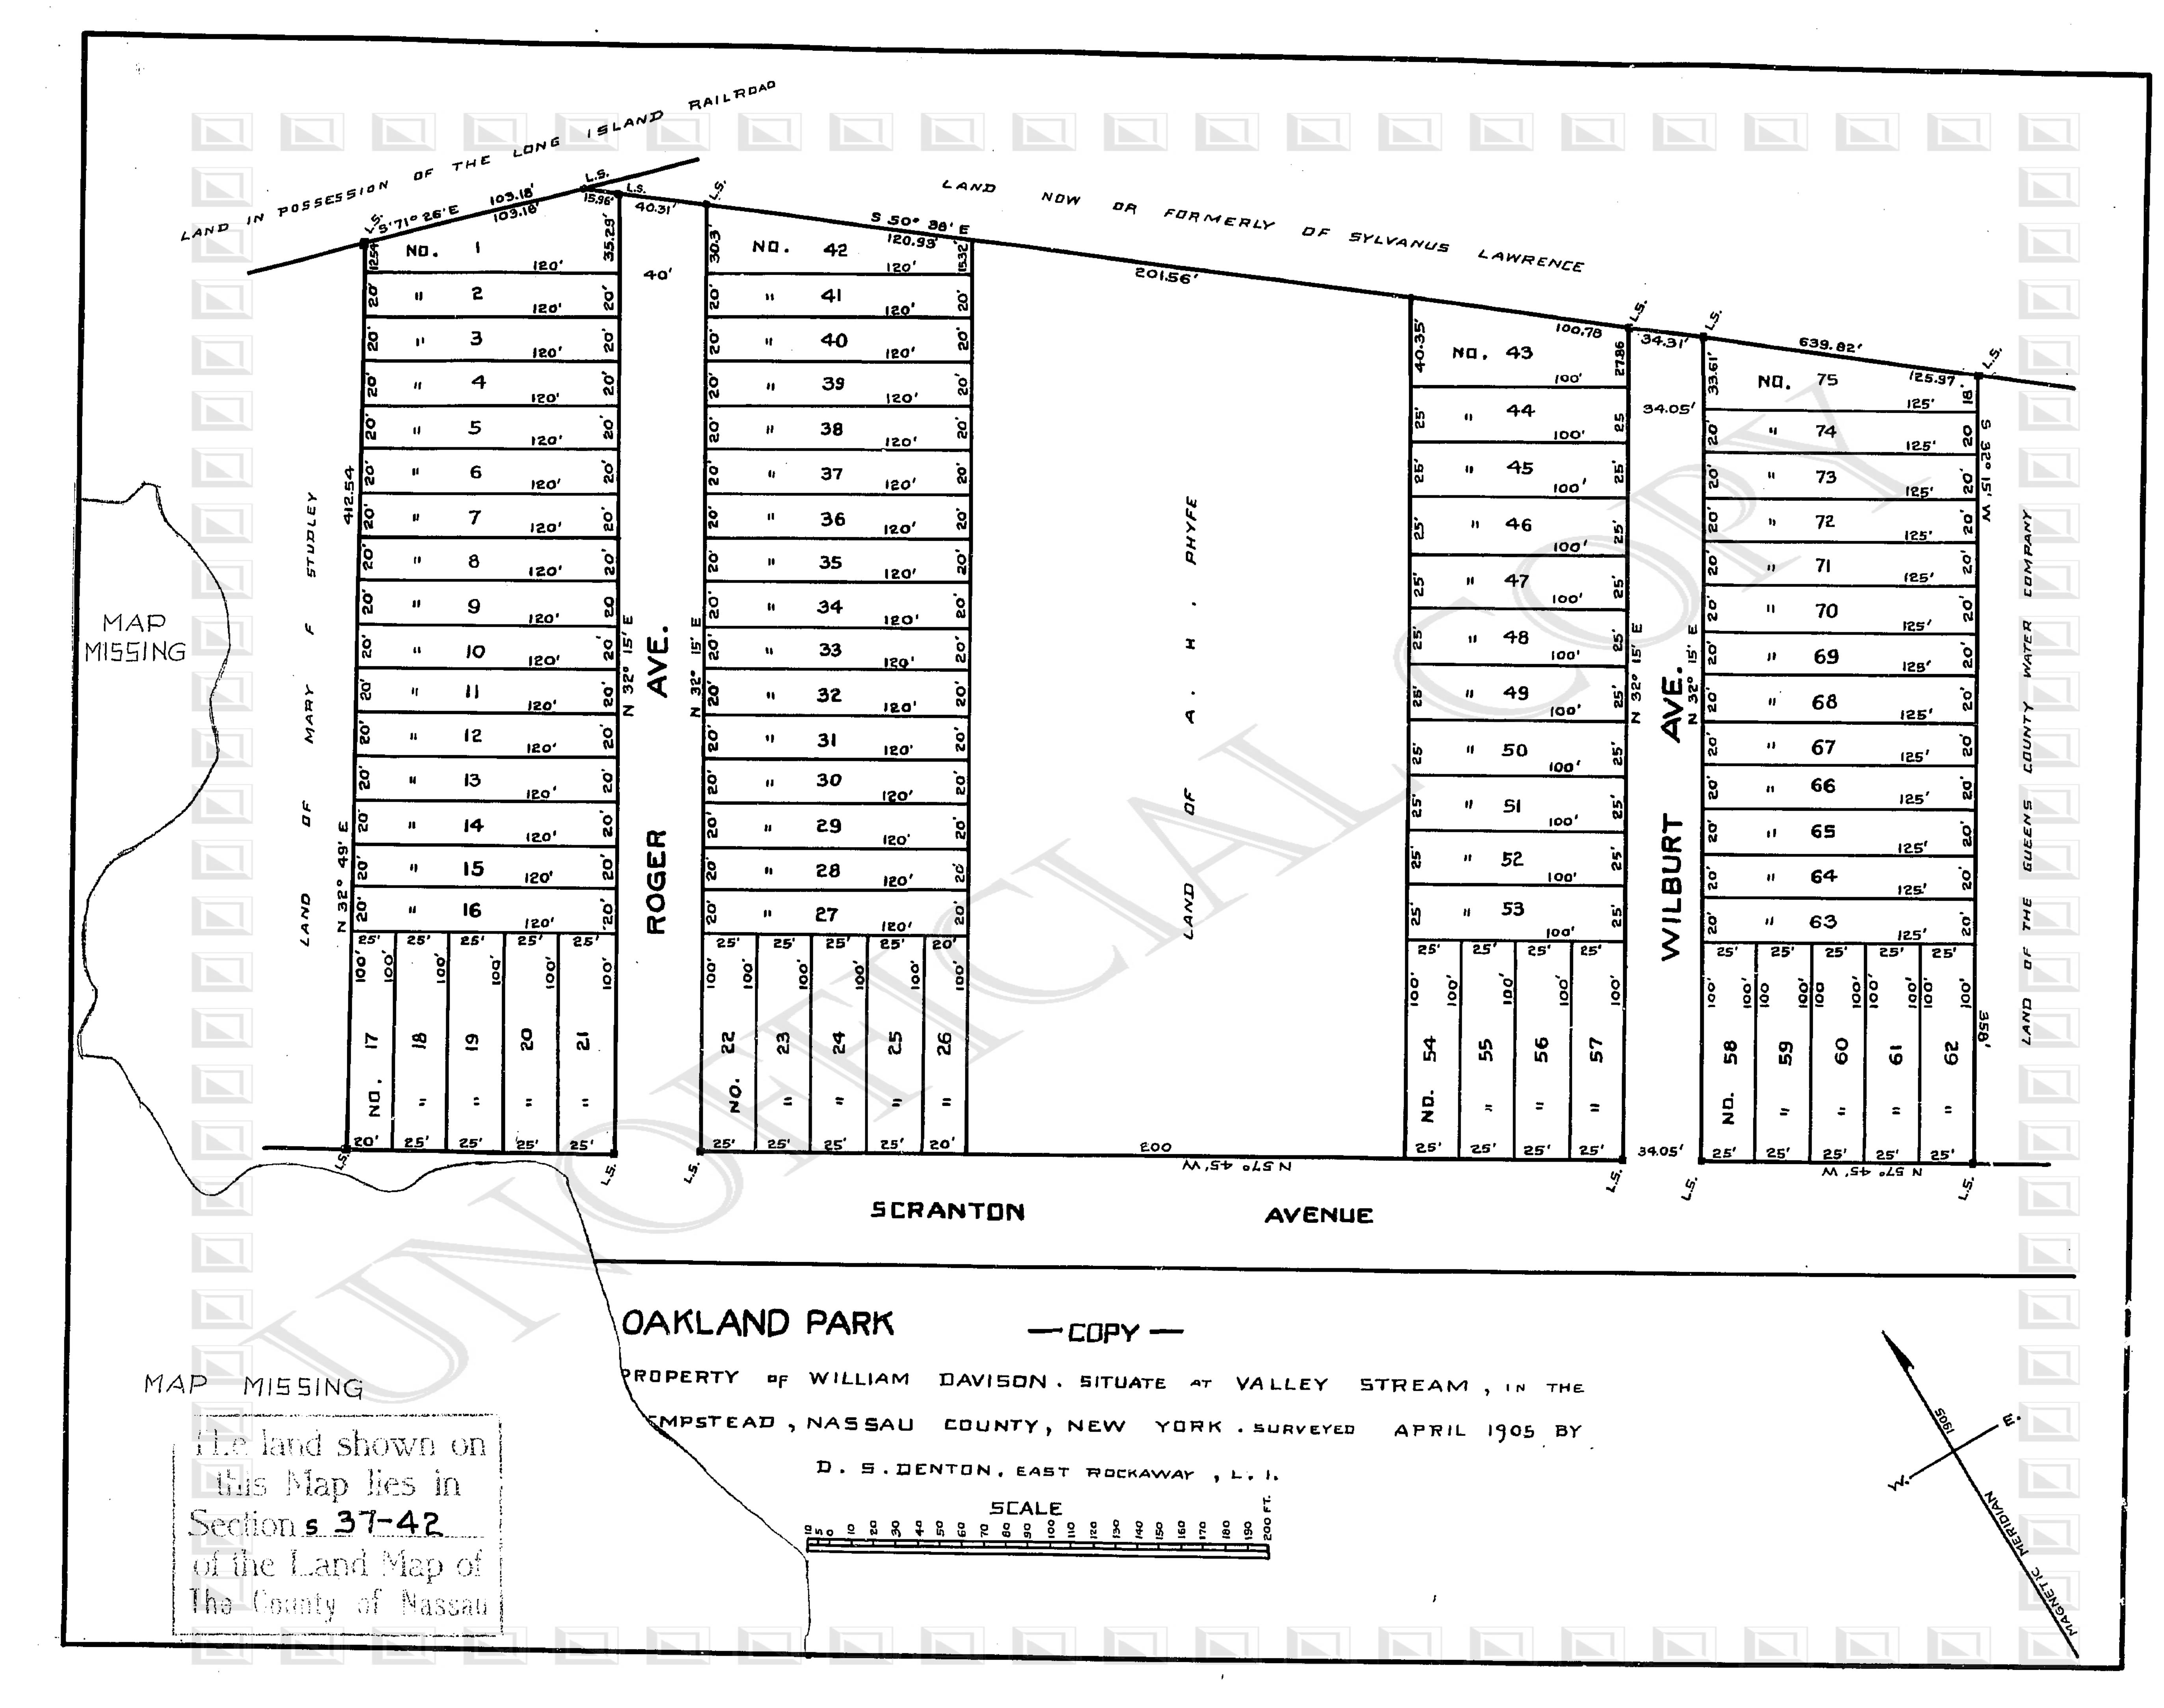 LAND IN POSSESSION OF THE LONG ISLAND RAILROAD
LAND NOW OR FORMERLY OF SYLVANUS LAWRENCE
L.S. S'71° 26'E 103.18' 103.18' L.S. 15.96' L.S. 40.31' L.S.
S 50° 38' E 120.93' 201.56' 100.78 L.S. 34.31' L.S. 639.82' 125.97 L.S.
12.54 NO. 1 120' 35.29'
20' " 2 120' 20'
20' " 3 120' 20'
20' " 4 120' 20'
20' " 5 120' 20'
20' " 6 120' 20'
20' " 7 120' 20'
20' " 8 120' 20'
20' " 9 120' 20
20' " 10 120' 20'
20' " 11 120' 20'
20' " 12 120' 20'
20' " 13 120' 20'
20' " 14 120' 20'
20' " 15 120' 20'
20' " 16 120' 20'
25' 25' 25' 25' 25'
100' 100' 100' 100' 100' 100'
NO. 17 " 18 " 19 " 20 " 21
20' 25' 25' 25' 25'
LAND OF MARY F STUDLEY
N 32° 49' E 412.54
MAP
MISSING
40'
N 32° 15' E
ROGER AVE.
N 32° 15' E
30.3' NO. 42 120' 15.32'
20' " 41 120' 20'
20' " 40 120' 20'
20' " 39 120' 20'
20' " 38 120' 20'
20' " 37 120' 20'
20' " 36 120' 20'
20' " 35 120' 20'
20' " 34 120' 20'
20' " 33 120' 20'
20' " 32 120' 20'
20' " 31 120' 20'
20' " 30 120' 20'
20' " 29 120' 20'
20' " 28 120' 20'
20' " 27 120' 20'
25' 25' 25' 25' 20'
100' 100' 100' 100' 100' 100'
NO. 22 " 23 " 24 " 25 " 26
25' 25' 25' 25' 20'
LAND OF A. H. PHYFE
200
N 57° 45' W
40.35' NO. 43 100' 27.86
25' " 44 100' 25
25' " 45 100' 25'
25' " 46 100' 25'
25' " 47 100' 25'
25' " 48 100' 25'
25' " 49 100' 25'
25' " 50 100' 25'
25' " 51 100' 25'
25' " 52 100' 25'
25' " 53 100' 25'
25' 25' 25' 25'
100' 100' 100' 100' 100'
NO. 54 " 55 " 56 " 57
25' 25' 25' 25'
34.05'
N 32° 15' E
WILBURT AVE.
N 32° 15' E
34.05'
33.61' NO. 75 125' 18'
20' " 74 125' 20
20' " 73 125' 20'
20' " 72 125' 20'
20' " 71 125' 20'
20' " 70 125' 20'
20' " 69 125' 20'
20' " 68 125' 20'
20' " 67 125' 20'
20' " 66 125' 20'
20' " 65 125' 20'
20' " 64 125' 20'
20' " 63 125' 20'
25' 25' 25' 25' 25'
100' 100' 100 100' 100 100' 100' 100' 100' 100'
NO. 58 " 59 " 60 " 61 " 62
25' 25' 25' 25' 25'
N 57° 45' W
S 32° 15' W
358'
LAND OF THE QUEENS COUNTY WATER COMPANY
L.S. L.S. L.S. L.S. L.S. L.S.
SCRANTON AVENUE
UNOFFICIAL COPY
OAKLAND PARK — COPY —
PROPERTY OF WILLIAM DAVISON. SITUATE AT VALLEY STREAM, IN THE
EMPSTEAD, NASSAU COUNTY, NEW YORK. SURVEYED APRIL 1905 BY
D. S. DENTON, EAST ROCKAWAY, L. I.
SCALE
10 5 0 10 20 30 40 50 60 70 80 90 100 110 120 130 140 150 160 170 180 190 200 FT.
MAP MISSING
The land shown on
this Map lies in
Sections 37-42
of the Land Map of
The County of Nassau
1905
E.
W.
MAGNETIC MERIDIAN